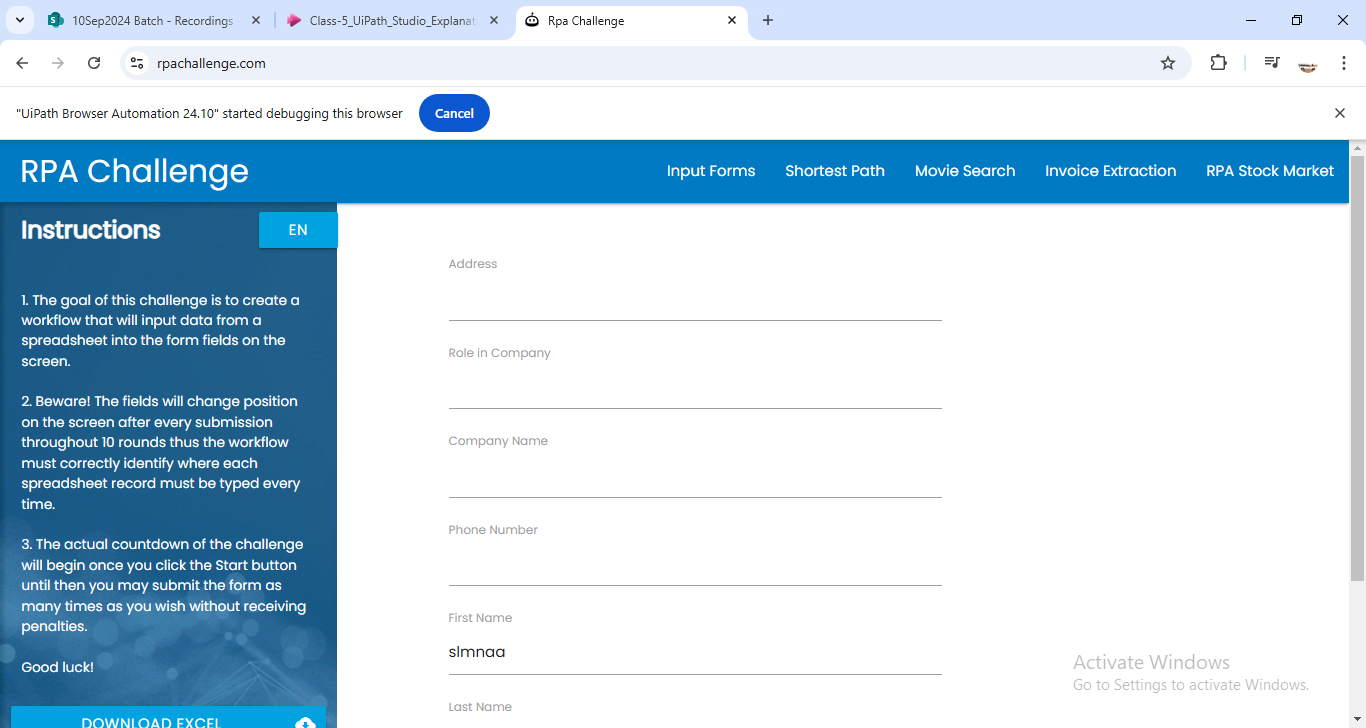 10Sep2024 Batch - Recordings
Class-5_UiPath_Studio_Explanat
Rpa Challenge
rpachallenge.com
"UiPath Browser Automation 24.10" started debugging this browser
Cancel
RPA Challenge
Input Forms
Shortest Path
Movie Search
Invoice Extraction
RPA Stock Market
Instructions
EN
1. The goal of this challenge is to create a
workflow that will input data from a
spreadsheet into the form fields on the
screen.
2. Beware! The fields will change position
on the screen after every submission
throughout 10 rounds thus the workflow
must correctly identify where each
spreadsheet record must be typed every
time.
3. The actual countdown of the challenge
will begin once you click the Start button
until then you may submit the form as
many times as you wish without receiving
penalties.
Good luck!
DOWNLOAD EXCEL
Address
Role in Company
Company Name
Phone Number
First Name
slmnaa
Last Name
Activate Windows
Go to Settings to activate Windows.